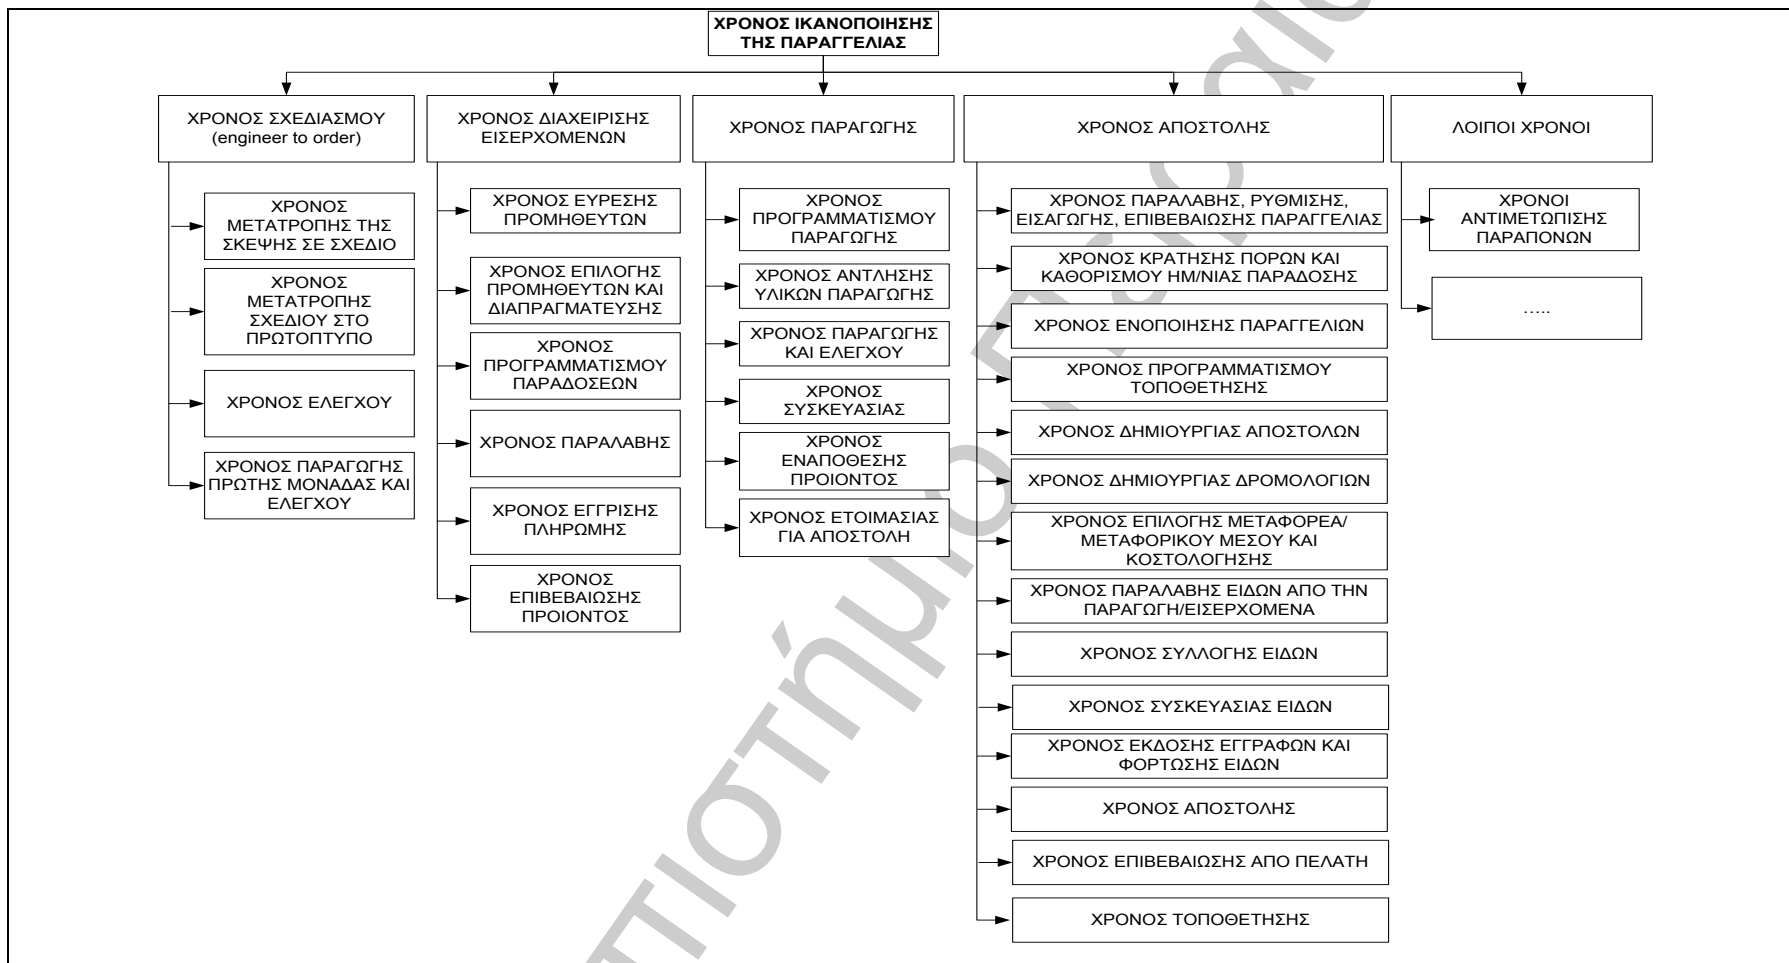 ΧΡΟΝΟΣ ΙΚΑΝΟΠΟΙΗΣΗΣ
ΤΗΣ ΠΑΡΑΓΓΕΛΙΑΣ
ΧΡΟΝΟΣ ΣΧΕΔΙΑΣΜΟΥ
(engineer to order)
ΧΡΟΝΟΣ ΜΕΤΑΤΡΟΠΗΣ ΤΗΣ
ΣΚΕΨΗΣ ΣΕ ΣΧΕΔΙΟ
ΧΡΟΝΟΣ
ΜΕΤΑΤΡΟΠΗΣ
ΣΧΕΔΙΟΥ ΣΤΟ
ΠΡΩΤΟΠΤΥΠΟ
ΧΡΟΝΟΣ ΕΛΕΓΧΟΥ
ΧΡΟΝΟΣ ΠΑΡΑΓΩΓΗΣ
ΠΡΩΤΗΣ ΜΟΝΑΔΑΣ ΚΑΙ
ΕΛΕΓΧΟΥ
ΧΡΟΝΟΣ ΔΙΑΧΕΙΡΙΣΗΣ
ΕΙΣΕΡΧΟΜΕΝΩΝ
ΧΡΟΝΟΣ ΕΥΡΕΣΗΣ
ΠΡΟΜΗΘΕΥΤΩΝ
ΧΡΟΝΟΣ ΕΠΙΛΟΓΗΣ
ΠΡΟΜΗΘΕΥΤΩΝ ΚΑΙ
ΔΙΑΠΡΑΓΜΑΤΕΥΣΗΣ
ΧΡΟΝΟΣ
ΠΡΟΓΡΑΜΜΑΤΙΣΜΟΥ
ΠΑΡΑΔΟΣΕΩΝ
ΧΡΟΝΟΣ ΠΑΡΑΛΑΒΗΣ
ΧΡΟΝΟΣ ΕΓΓΡΙΣΗΣ
ΠΛΗΡΩΜΗΣ
ΧΡΟΝΟΣ
ΕΠΙΒΕΒΑΙΩΣΗΣ
ΠΡΟΙΟΝΤΟΣ
ΧΡΟΝΟΣ ΠΑΡΑΓΩΓΗΣ
ΧΡΟΝΟΣ
ΠΡΟΓΡΑΜΜΑΤΙΣΜΟΥ
ΠΑΡΑΓΩΓΗΣ
ΧΡΟΝΟΣ ΑΝΤΛΗΣΗΣ
ΥΛΙΚΩΝ ΠΑΡΑΓΩΓΗΣ
ΧΡΟΝΟΣ ΠΑΡΑΓΩΓΗΣ
ΚΑΙ ΕΛΕΓΧΟΥ
ΧΡΟΝΟΣ
ΣΥΣΚΕΥΑΣΙΑΣ
ΧΡΟΝΟΣ
ΕΝΑΠΟΘΕΣΗΣ
ΠΡΟΙΟΝΤΟΣ
ΧΡΟΝΟΣ ΕΤΟΙΜΑΣΙΑΣ
ΓΙΑ ΑΠΟΣΤΟΛΗ
ΧΡΟΝΟΣ ΑΠΟΣΤΟΛΗΣ
ΧΡΟΝΟΣ ΠΑΡΑΛΑΒΗΣ, ΡΥΘΜΙΣΗΣ,
ΕΙΣΑΓΩΓΗΣ, ΕΠΙΒΕΒΑΙΩΣΗΣ ΠΑΡΑΓΓΕΛΙΑΣ
ΧΡΟΝΟΣ ΚΡΑΤΗΣΗΣ ΠΟΡΩΝ ΚΑΙ
ΚΑΘΟΡΙΣΜΟΥ ΗΜ/ΝΙΑΣ ΠΑΡΑΔΟΣΗΣ
ΧΡΟΝΟΣ ΕΝΟΠΟΙΗΣΗΣ ΠΑΡΑΓΓΕΛΙΩΝ
ΧΡΟΝΟΣ ΠΡΟΓΡΑΜΜΑΤΙΣΜΟΥ
ΤΟΠΟΘΕΤΗΣΗΣ
ΧΡΟΝΟΣ ΔΗΜΙΟΥΡΓΙΑΣ ΑΠΟΣΤΟΛΩΝ
ΧΡΟΝΟΣ ΔΗΜΙΟΥΡΓΙΑΣ ΔΡΟΜΟΛΟΓΙΩΝ
ΧΡΟΝΟΣ ΕΠΙΛΟΓΗΣ ΜΕΤΑΦΟΡΕΑ/
ΜΕΤΑΦΟΡΙΚΟΥ ΜΕΣΟΥ ΚΑΙ
ΚΟΣΤΟΛΟΓΗΣΗΣ
ΧΡΟΝΟΣ ΠΑΡΑΛΑΒΗΣ ΕΙΔΩΝ ΑΠΟ ΤΗΝ
ΠΑΡΑΓΩΓΗ/ΕΙΣΕΡΧΟΜΕΝΑ
ΧΡΟΝΟΣ ΣΥΛΛΟΓΗΣ ΕΙΔΩΝ
ΧΡΟΝΟΣ ΣΥΣΚΕΥΑΣΙΑΣ ΕΙΔΩΝ
ΧΡΟΝΟΣ ΕΚΔΟΣΗΣ ΕΓΓΡΑΦΩΝ ΚΑΙ
ΦΟΡΤΩΣΗΣ ΕΙΔΩΝ
ΧΡΟΝΟΣ ΑΠΟΣΤΟΛΗΣ
ΧΡΟΝΟΣ ΕΠΙΒΕΒΑΙΩΣΗΣ ΑΠΟ ΠΕΛΑΤΗ
ΧΡΟΝΟΣ ΤΟΠΟΘΕΤΗΣΗΣ
ΛΟΙΠΟΙ ΧΡΟΝΟΙ
ΧΡΟΝΟΙ
ΑΝΤΙΜΕΤΩΠΙΣΗΣ
ΠΑΡΑΠΟΝΩΝ
…..